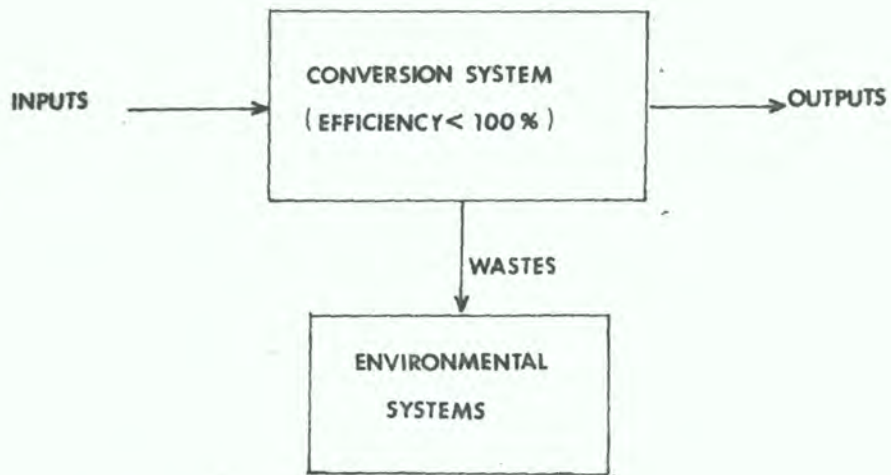 INPUTS
CONVERSION SYSTEM
( EFFICIENCY < 100 % )
OUTPUTS
WASTES
ENVIRONMENTAL
SYSTEMS